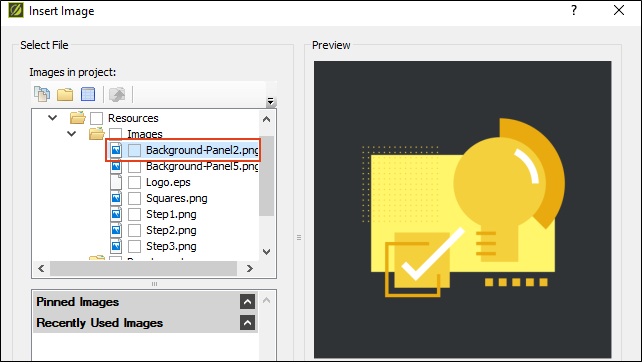 Insert Image
?
Select File
Images in project:
Resources
Images
Background-Panel2.png
Background-Panel5.png
Logo.eps
Squares.png
Step1.png
Step2.png
Step3.png
Pinned Images
Recently Used Images
Preview